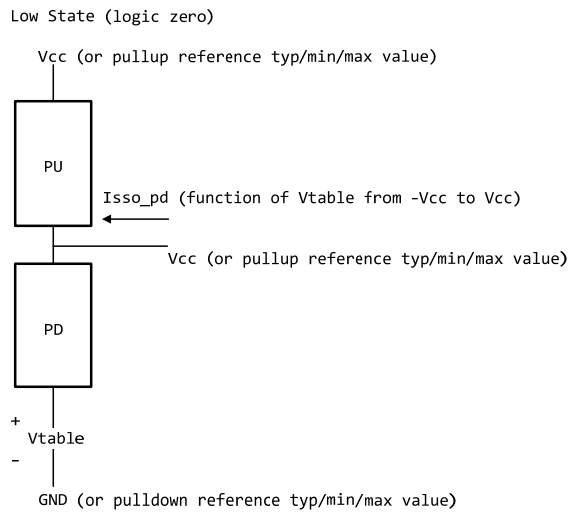 Low State (logic zero)
Vcc (or pullup reference typ/min/max value)
PU
Isso_pd (function of Vtable from -Vcc to Vcc)
Vcc (or pullup reference typ/min/max value)
PD
+
Vtable
-
GND (or pulldown reference typ/min/max value)